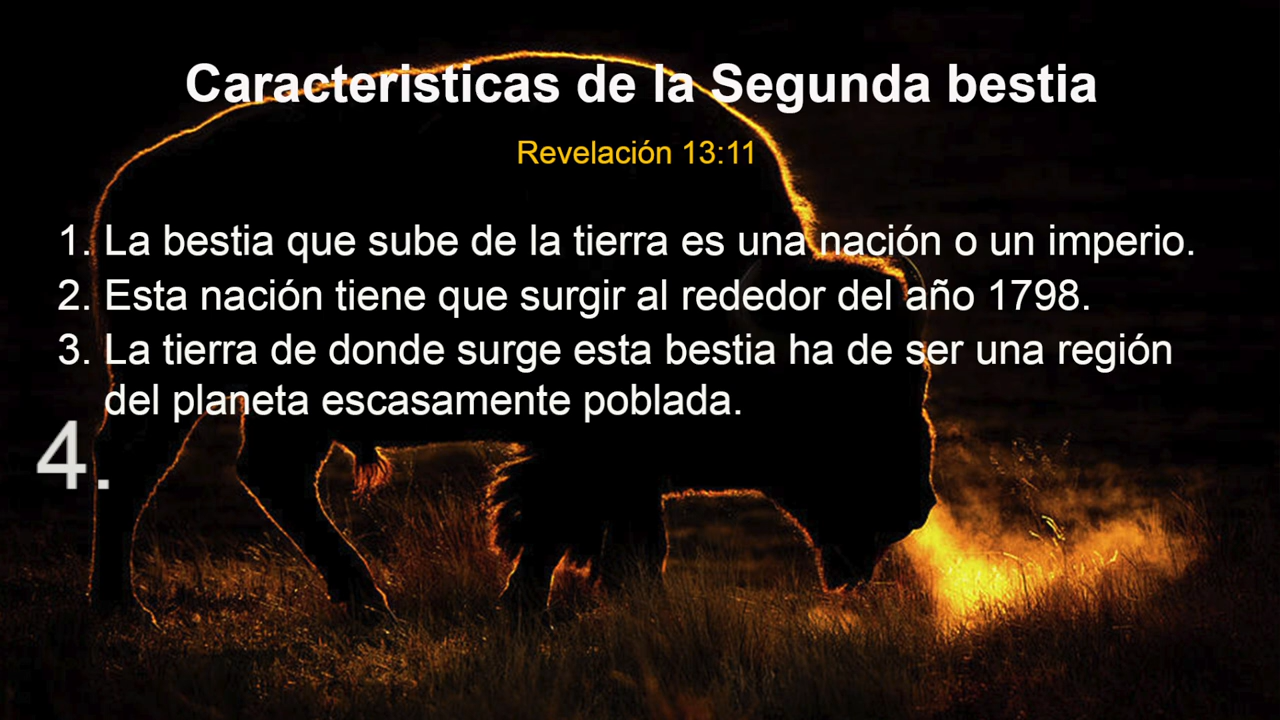 Caracteristicas de la Segunda bestia
Revelación 13:11
1. La bestia que sube de la tierra es una nación o un imperio.
2. Esta nación tiene que surgir al rededor del año 1798.
3. La tierra de donde surge esta bestia ha de ser una región
del planeta escasamente poblada.
4.